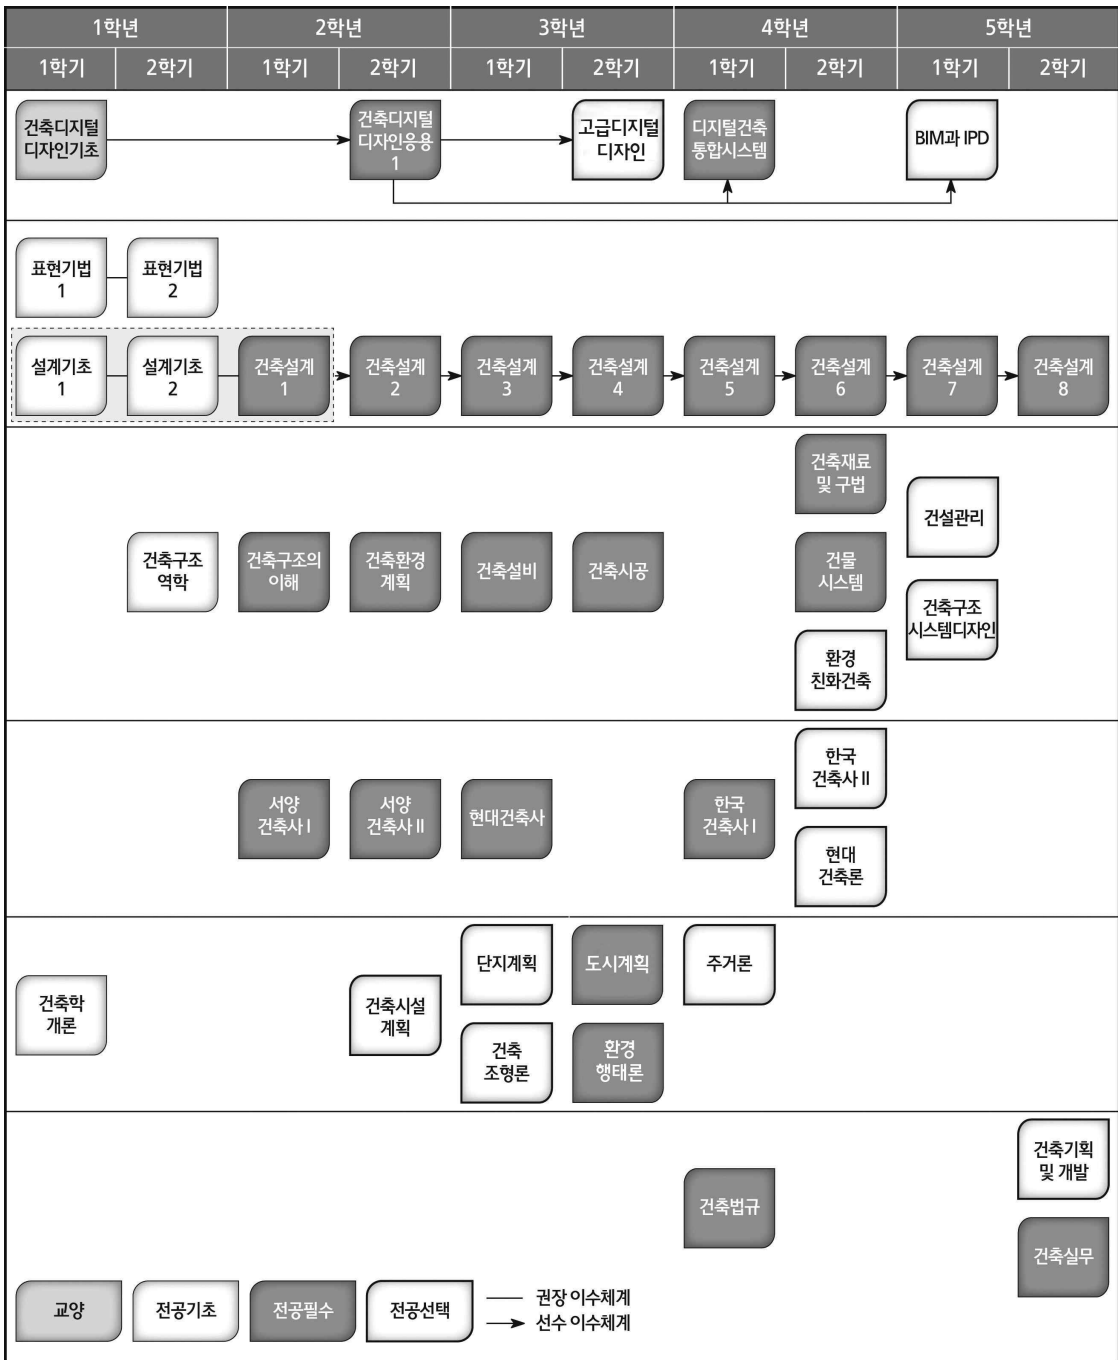 1학년 2학년 3학년 4학년 5학년
1학기 2학기 1학기 2학기 1학기 2학기 1학기 2학기 1학기 2학기
건축디지털
디자인기초
건축디지털
디자인응용
1
고급디지털
디자인
디지털건축
통합시스템
BIM과 IPD
표현기법
1
표현기법
2
설계기초
1
설계기초
2
건축설계
1
건축설계
2
건축설계
3
건축설계
4
건축설계
5
건축설계
6
건축설계
7
건축설계
8
건축구조
역학
건축구조의
이해
건축환경
계획
건축설비
건축시공
건축재료
및 구법
건물
시스템
환경
친화건축
건설관리
건축구조
시스템디자인
서양
건축사 I
서양
건축사 II
현대건축사
한국
건축사 I
한국
건축사 II
현대
건축론
건축학
개론
건축시설
계획
단지계획
건축
조형론
도시계획
환경
행태론
주거론
건축법규
건축기획
및 개발
건축실무
교양
전공기초
전공필수
전공선택
권장 이수체계
선수 이수체계